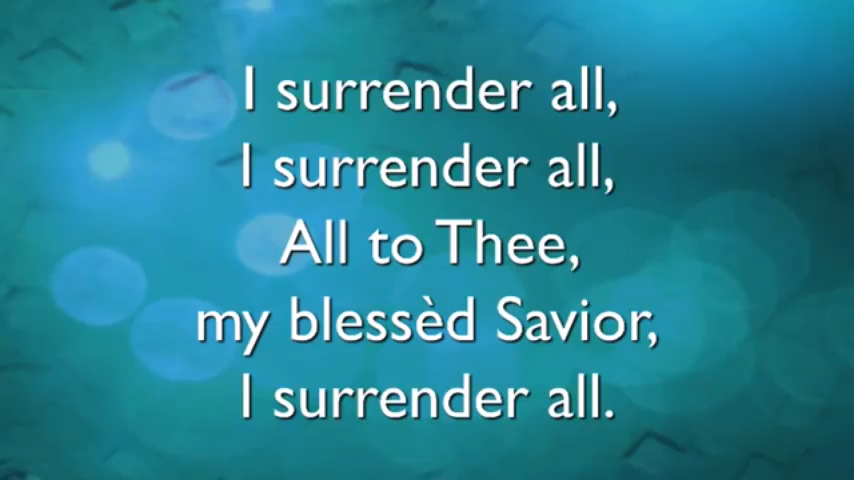 I surrender all,
I surrender all,
All to Thee,
my blessèd Savior,
I surrender all.